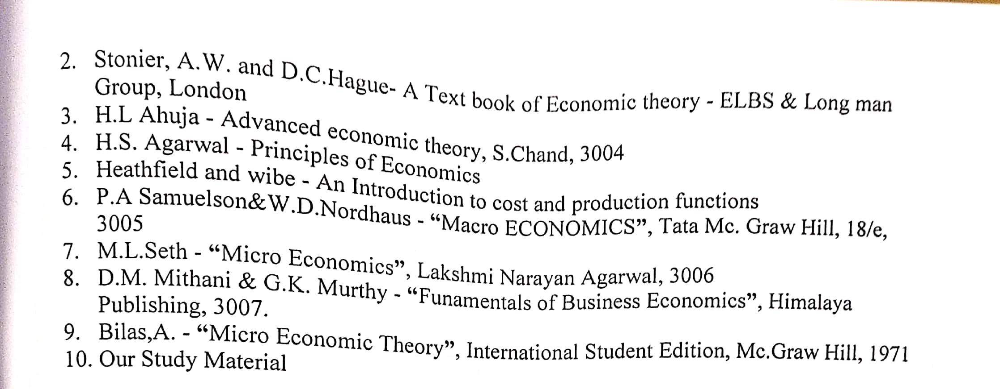 2. Stonier, A.W. and D.C.Hague- A Text book of Economic theory - ELBS & Long man
Group, London
3. H.L Ahuja - Advanced economic theory, S.Chand, 3004
4. H.S. Agarwal - Principles of Economics
5. Heathfield and wibe - An Introduction to cost and production functions
6. P.A Samuelson&W.D.Nordhaus - “Macro ECONOMICS”, Tata Mc. Graw Hill, 18/e,
3005
7. M.L.Seth - “Micro Economics”, Lakshmi Narayan Agarwal, 3006
8. D.M. Mithani & G.K. Murthy - “Funamentals of Business Economics”, Himalaya
Publishing, 3007.
9. Bilas,A. - “Micro Economic Theory”, International Student Edition, Mc.Graw Hill, 1971
10. Our Study Material